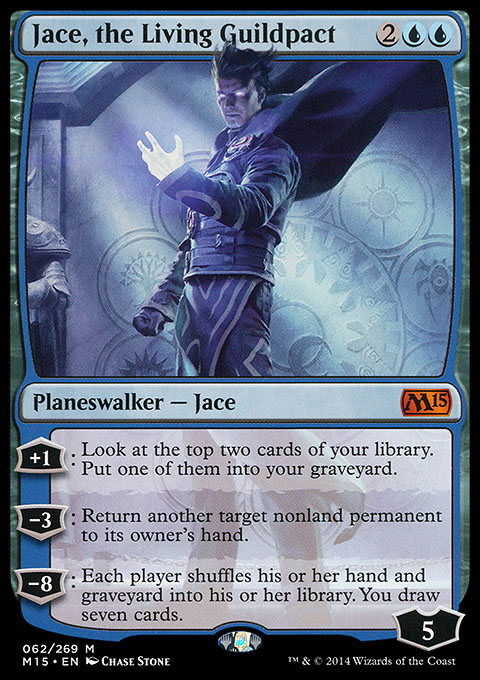 Jace, the Living Guildpact 2
Planeswalker — Jace M15
+1 : Look at the top two cards of your library.
Put one of them into your graveyard.
-3 : Return another target nonland permanent
to its owner's hand.
-8 : Each player shuffles his or her hand and
graveyard into his or her library. You draw
seven cards.
5
062/269 M
M15 • EN Chase Stone
™ & © 2014 Wizards of the Coast